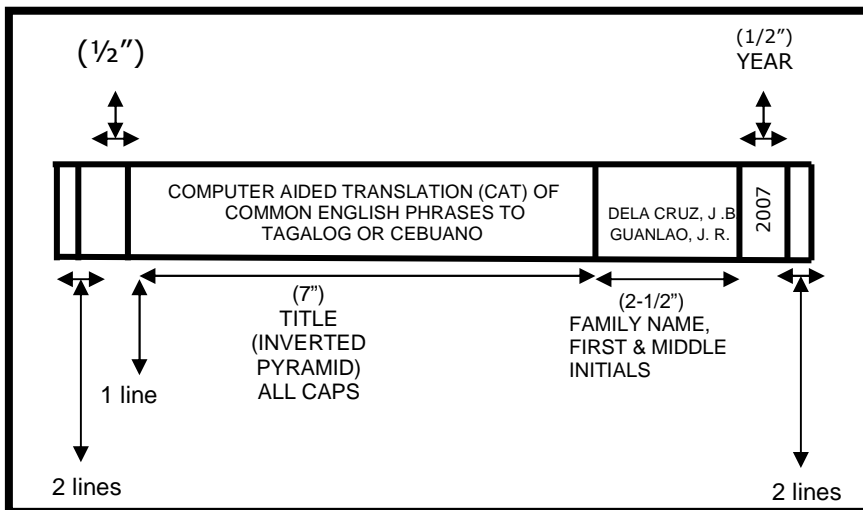 (½”)
(1/2”)
YEAR
COMPUTER AIDED TRANSLATION (CAT) OF
COMMON ENGLISH PHRASES TO
TAGALOG OR CEBUANO
DELA CRUZ, J .B
GUANLAO, J. R.
2007
(7”)
TITLE
(INVERTED
PYRAMID)
ALL CAPS
(2-1/2”)
FAMILY NAME,
FIRST & MIDDLE
INITIALS
1 line
2 lines
2 lines